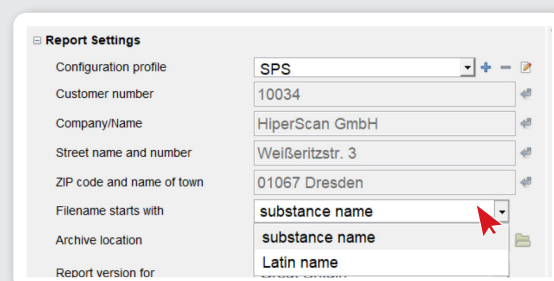 Report Settings
Configuration profile SPS
Customer number 10034
Company/Name HiperScan GmbH
Street name and number Weißeritzstr. 3
ZIP code and name of town 01067 Dresden
Filename starts with substance name
Archive location substance name
Latin name
Report version for